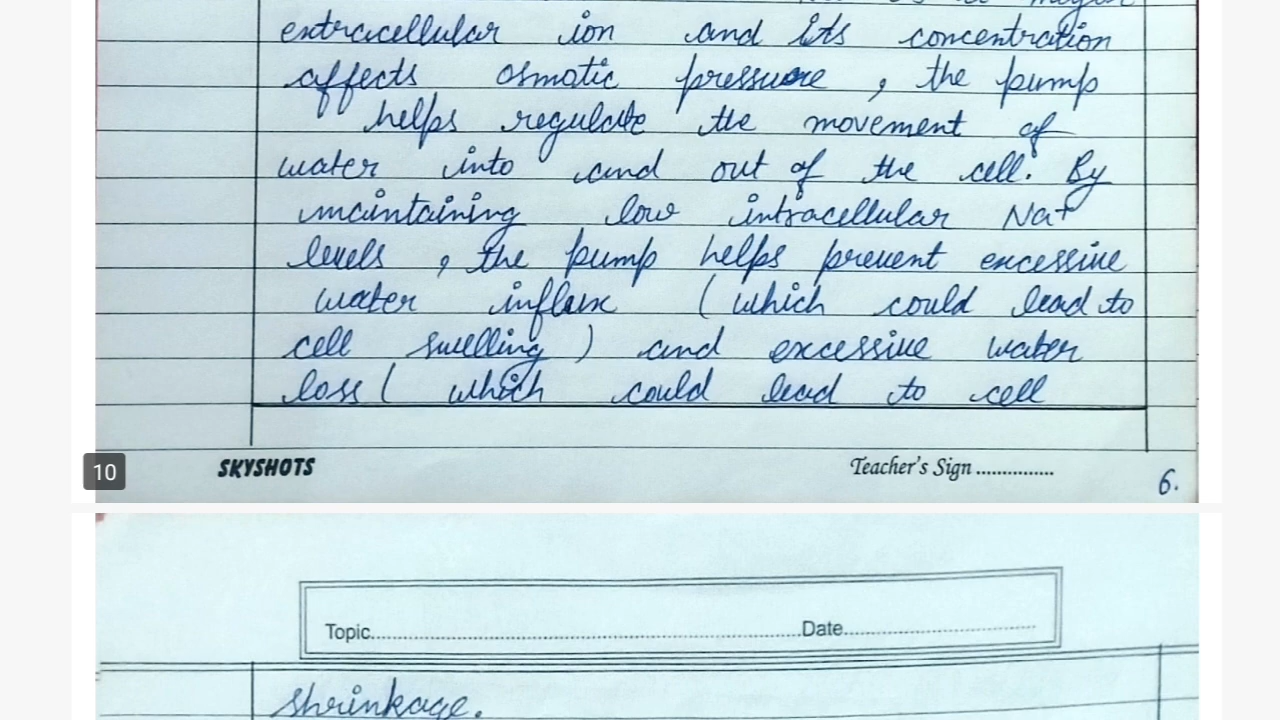 extracellular ion and its concentration
affects osmotic pressure , the pump
helps regulate the movement of
water into and out of the cell. By
maintaining low intracellular Na+
levels , the pump helps prevent excessive
water influx ( which could lead to
cell swelling ) and excessive water
loss ( which could lead to cell
10 SKYSHOTS Teacher's Sign ............... 6.
Topic.......................................................Date..............................
shrinkage.